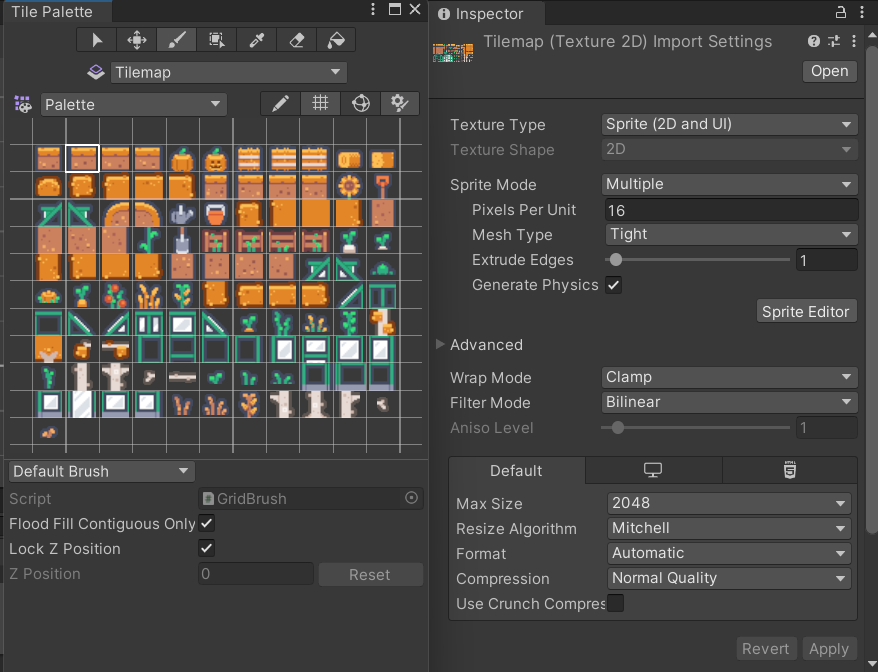 Tile Palette
Tilemap
Palette
Default Brush
Script
GridBrush
Flood Fill Contiguous Only
Lock Z Position
Z Position
0
Reset
Inspector
Tilemap (Texture 2D) Import Settings
Open
Texture Type
Sprite (2D and UI)
Texture Shape
2D
Sprite Mode
Multiple
Pixels Per Unit
16
Mesh Type
Tight
Extrude Edges
1
Generate Physics
Sprite Editor
Advanced
Wrap Mode
Clamp
Filter Mode
Bilinear
Aniso Level
1
Default
HTML
Max Size
2048
Resize Algorithm
Mitchell
Format
Automatic
Compression
Normal Quality
Use Crunch Compres
Revert
Apply